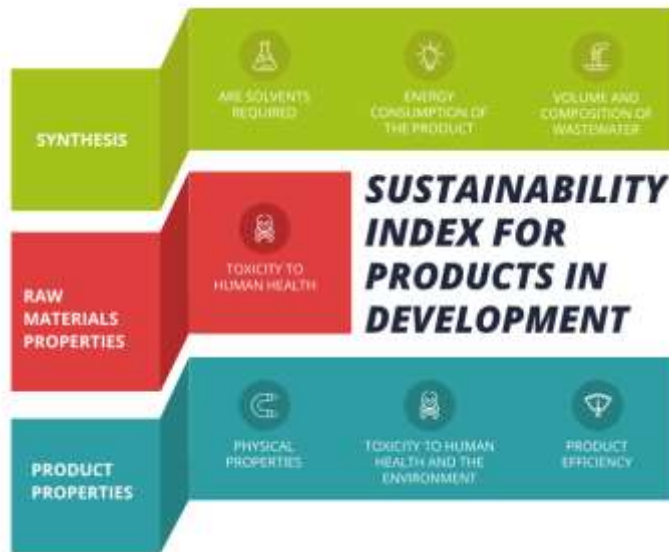 SYNTHESIS
ARE SOLVENTS
REQUIRED
ENERGY
CONSUMPTION OF
THE PRODUCT
VOLUME AND
COMPOSITION OF
WASTEWATER
SUSTAINABILITY
INDEX FOR
PRODUCTS IN
DEVELOPMENT
RAW
MATERIALS
PROPERTIES
TOXICITY TO
HUMAN HEALTH
PRODUCT
PROPERTIES
PHYSICAL
PROPERTIES
TOXICITY TO HUMAN
HEALTH AND THE
ENVIRONMENT
PRODUCT
EFFICIENCY